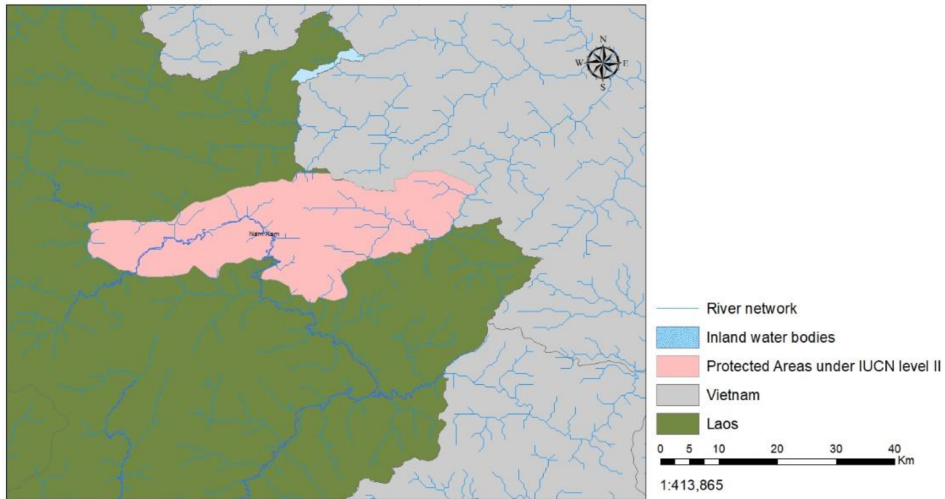 N
W E
S
Nam Xam
River network
Inland water bodies
Protected Areas under IUCN level II
Vietnam
Laos
0 5 10 20 30 40
Km
1:413,865